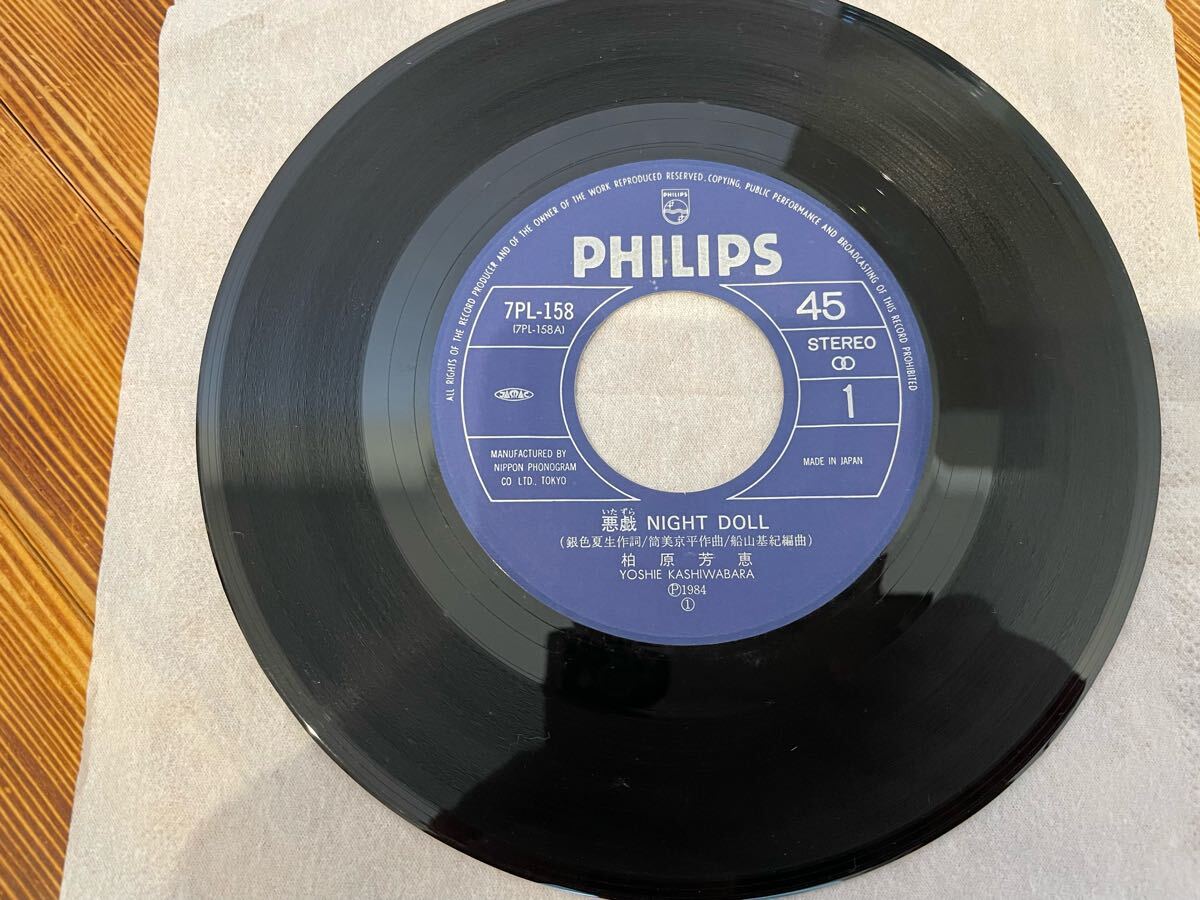 ALL RIGHTS OF THE RECORD PRODUCER AND OF THE OWNER OF THE WORK REPRODUCED RESERVED. COPYING, PUBLIC PERFORMANCE AND BROADCASTING OF THIS RECORD PROHIBITED
PHILIPS
PHILIPS
7PL-158
(7PL-158A)
JASRAC
MANUFACTURED BY
NIPPON PHONOGRAM
CO LTD., TOKYO
45
STEREO
1
MADE IN JAPAN
いたずら
悪戯 NIGHT DOLL
(銀色夏生作詞/筒美京平作曲/船山基紀編曲)
柏原芳恵
YOSHIE KASHIWABARA
Ⓟ1984
①